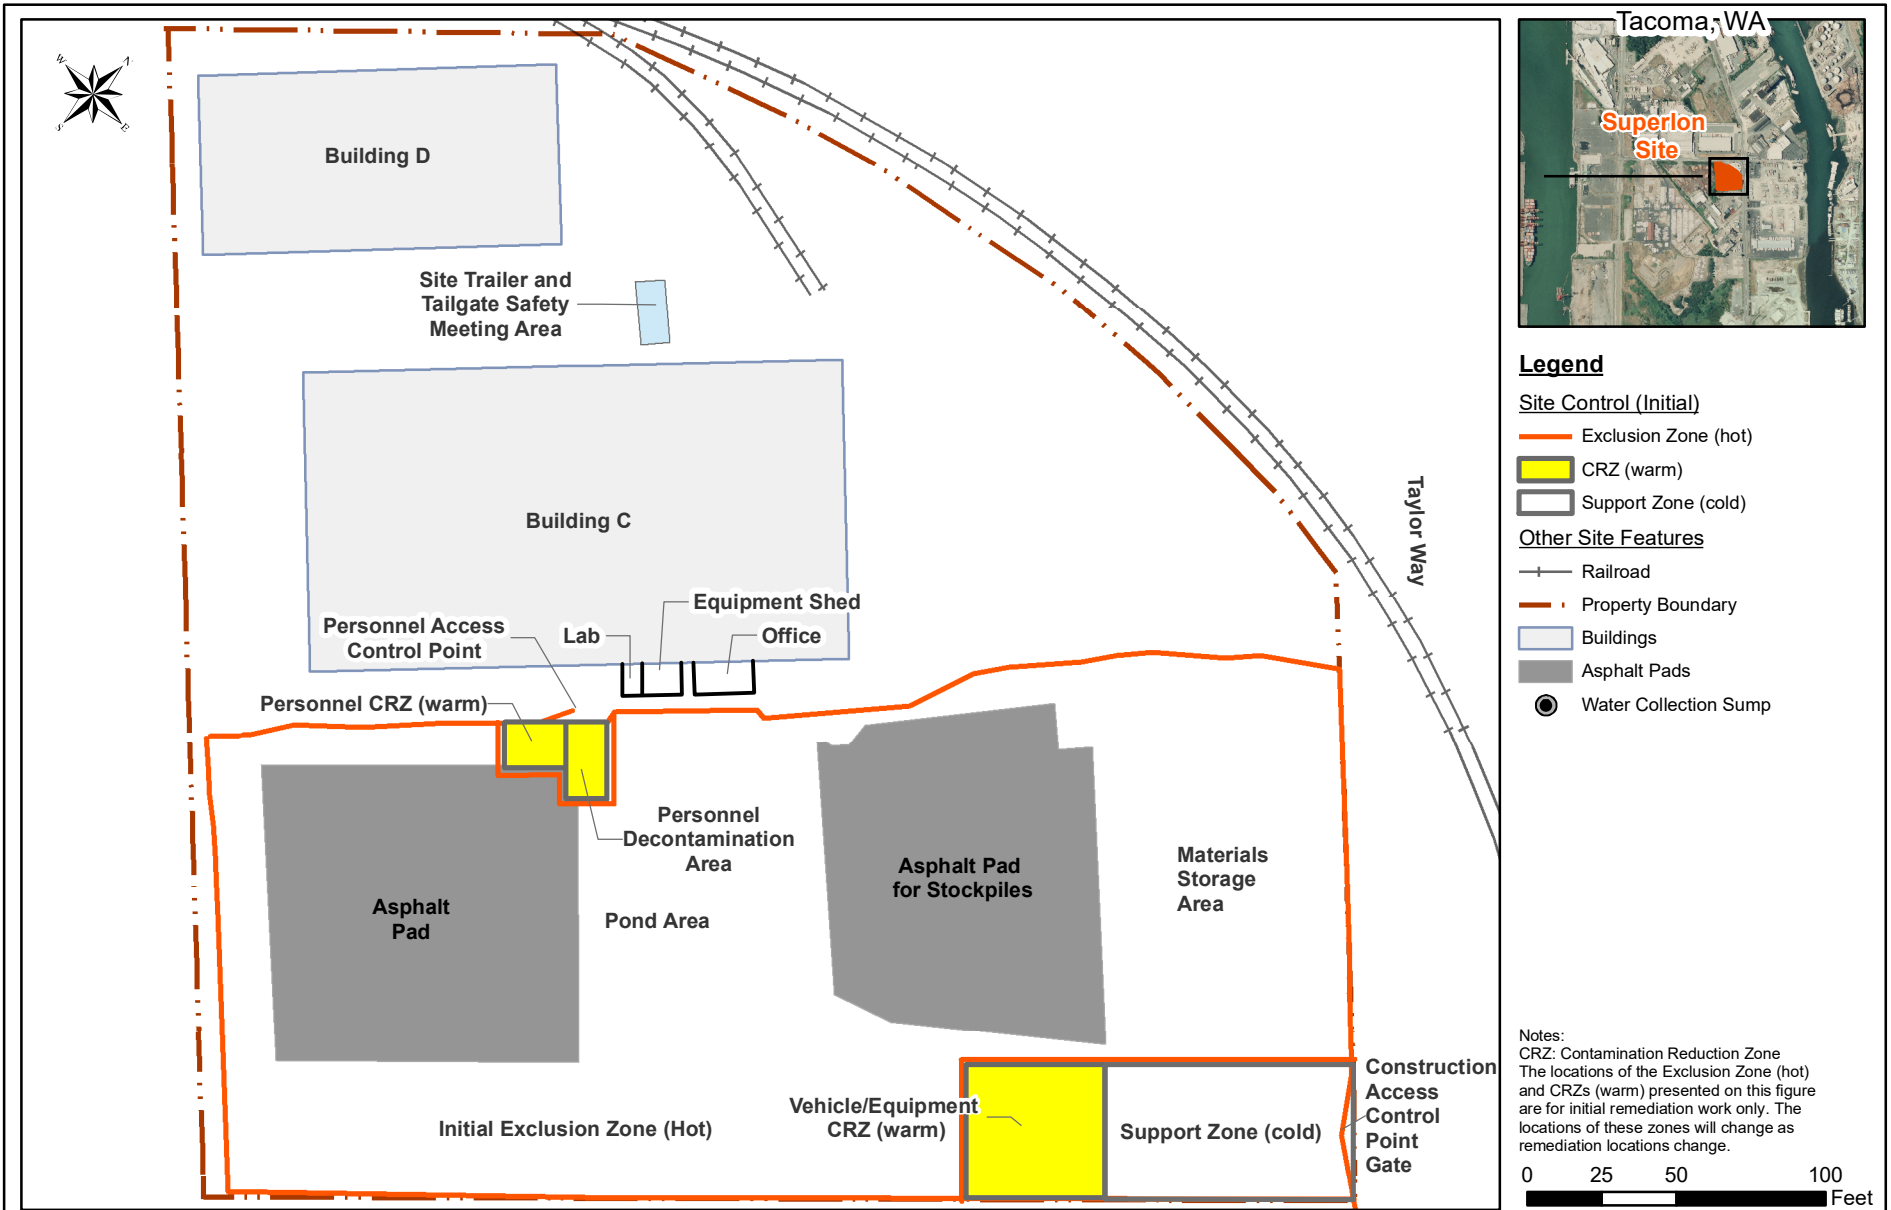 W
N
S
E
Building D
Site Trailer and
Tailgate Safety
Meeting Area
Building C
Equipment Shed
Personnel Access
Control Point
Lab
Office
Personnel CRZ (warm)
Personnel
Decontamination
Area
Asphalt
Pad
Pond Area
Asphalt Pad
for Stockpiles
Materials
Storage
Area
Initial Exclusion Zone (Hot)
Vehicle/Equipment
CRZ (warm)
Support Zone (cold)
Construction
Access
Control
Point
Gate
Taylor Way
Tacoma, WA
Superlon
Site
Legend
Site Control (Initial)
Exclusion Zone (hot)
CRZ (warm)
Support Zone (cold)
Other Site Features
Railroad
Property Boundary
Buildings
Asphalt Pads
Water Collection Sump
Notes:
CRZ: Contamination Reduction Zone
The locations of the Exclusion Zone (hot)
and CRZs (warm) presented on this figure
are for initial remediation work only. The
locations of these zones will change as
remediation locations change.
0 25 50 100
Feet